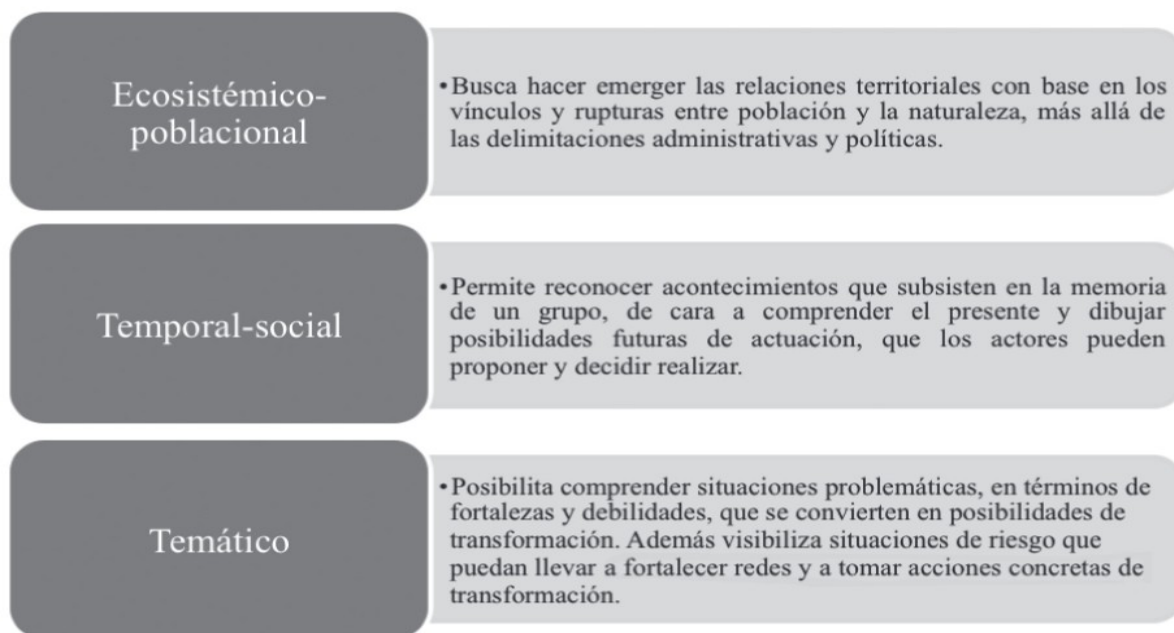 Ecosistémico-
poblacional
•Busca hacer emerger las relaciones territoriales con base en los
vínculos y rupturas entre población y la naturaleza, más allá de
las delimitaciones administrativas y políticas.
Temporal-social
•Permite reconocer acontecimientos que subsisten en la memoria
de un grupo, de cara a comprender el presente y dibujar
posibilidades futuras de actuación, que los actores pueden
proponer y decidir realizar.
Temático
•Posibilita comprender situaciones problemáticas, en términos de
fortalezas y debilidades, que se convierten en posibilidades de
transformación. Además visibiliza situaciones de riesgo que
puedan llevar a fortalecer redes y a tomar acciones concretas de
transformación.